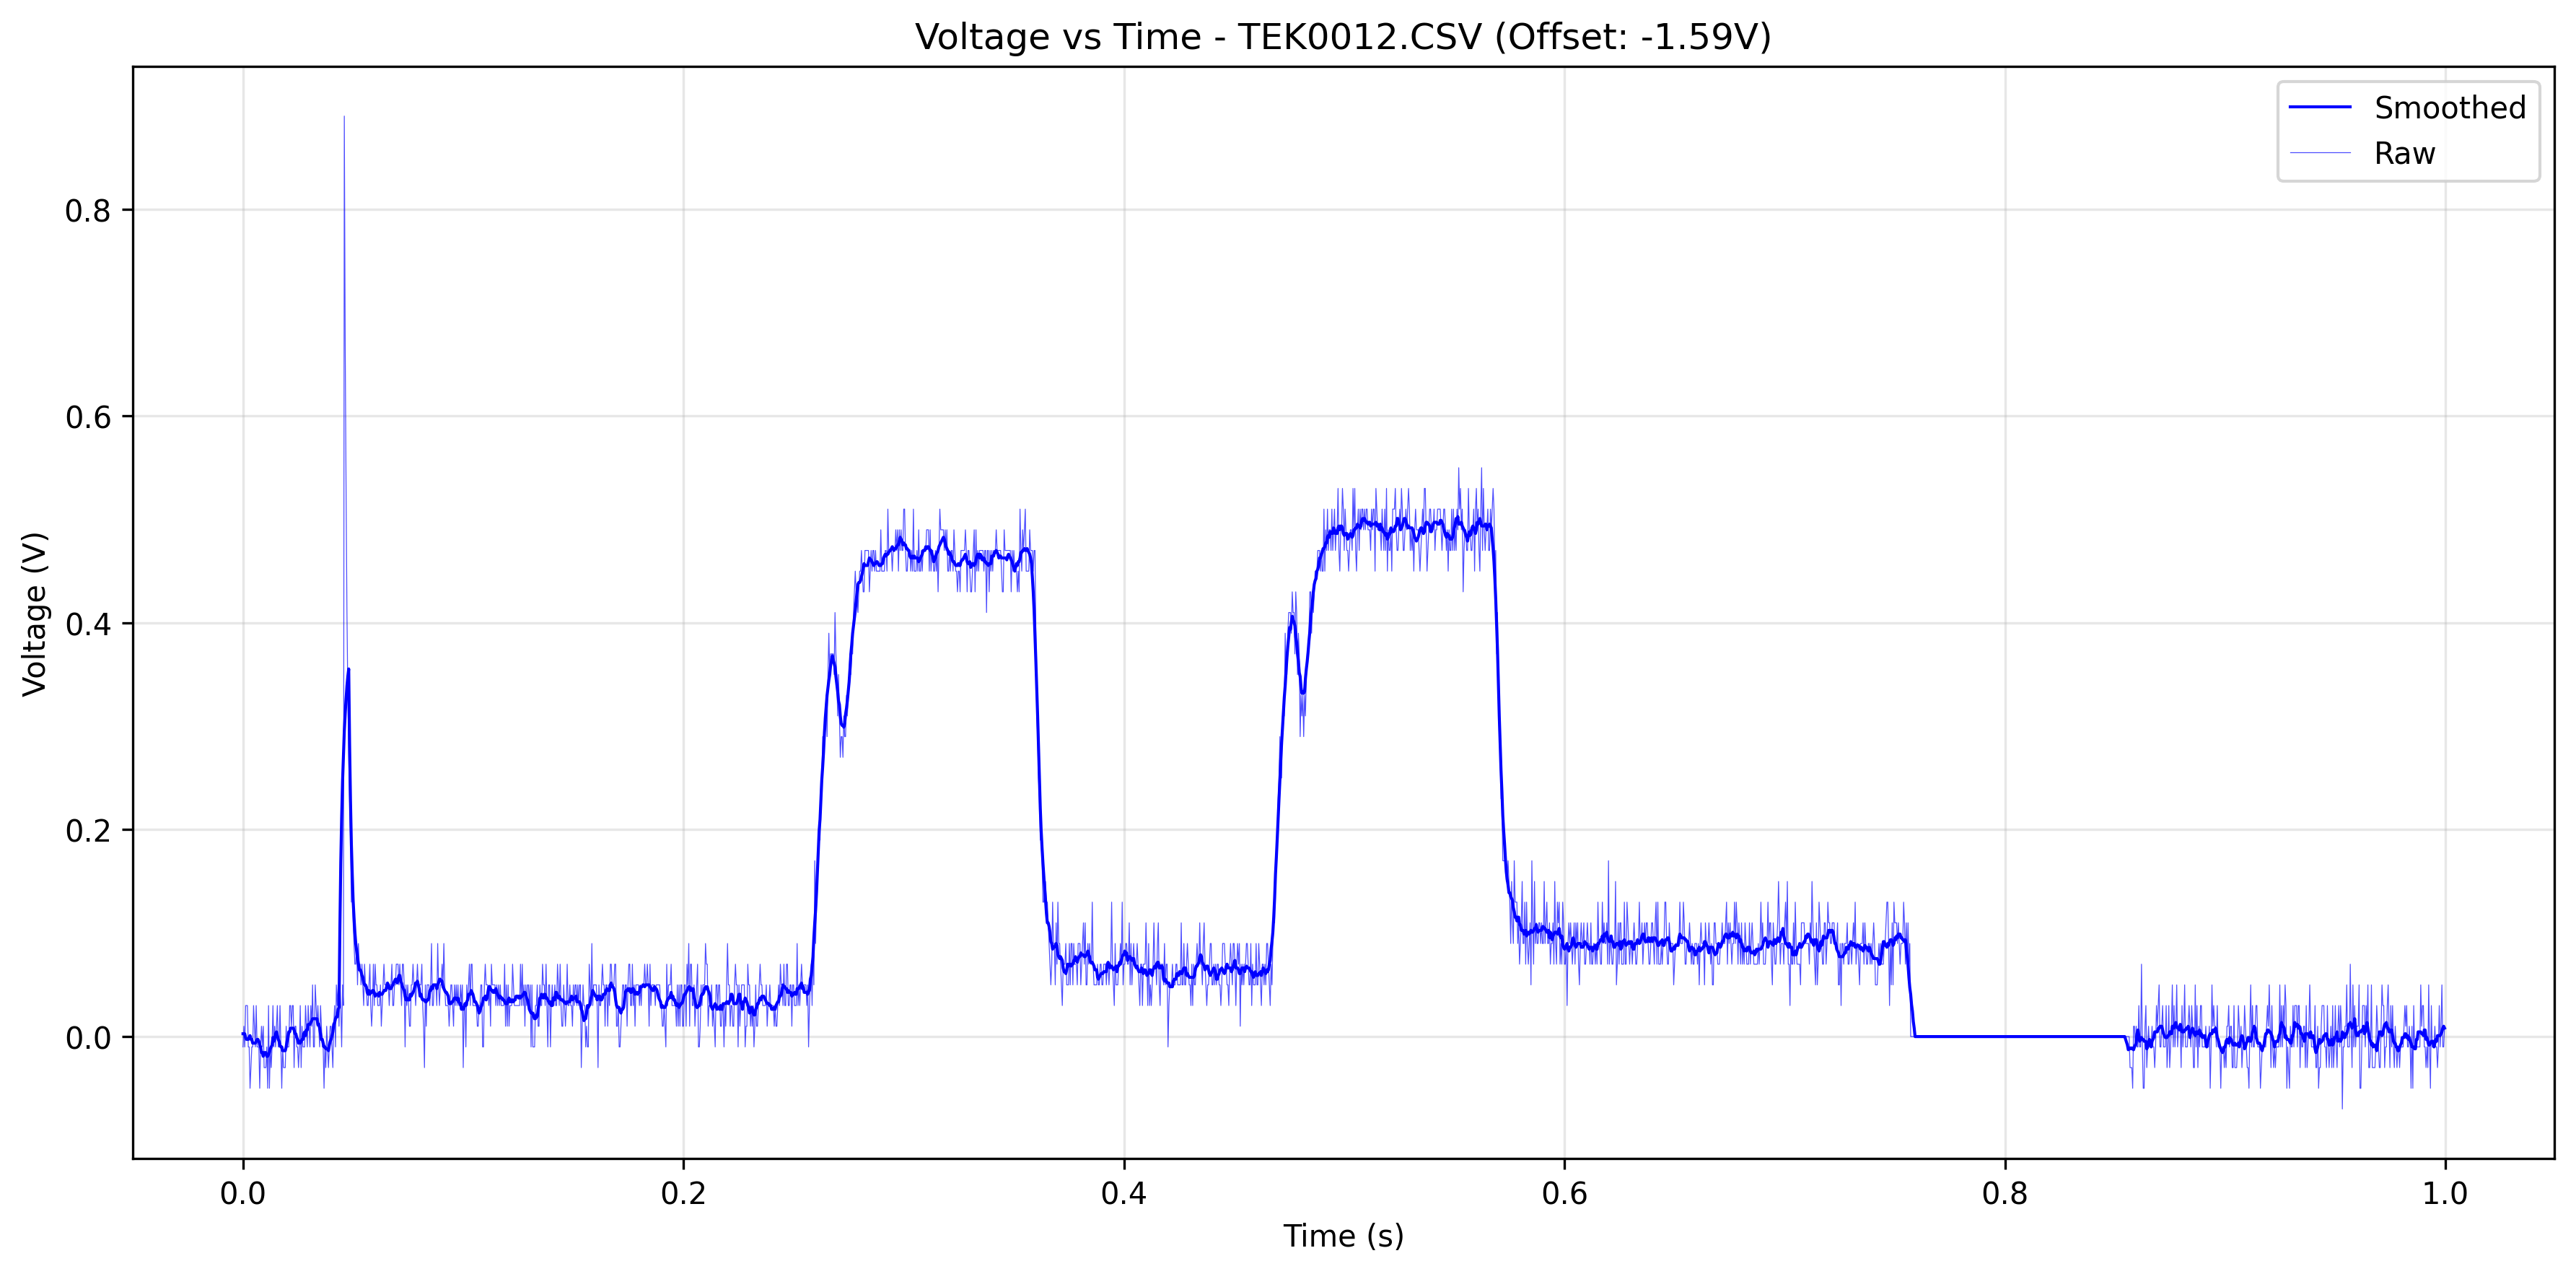 Voltage vs Time - TEK0012.CSV (Offset: -1.59V)
Smoothed
Raw
Voltage (V)
0.8
0.6
0.4
0.2
0.0
0.0 0.2 0.4 0.6 0.8 1.0
Time (s)